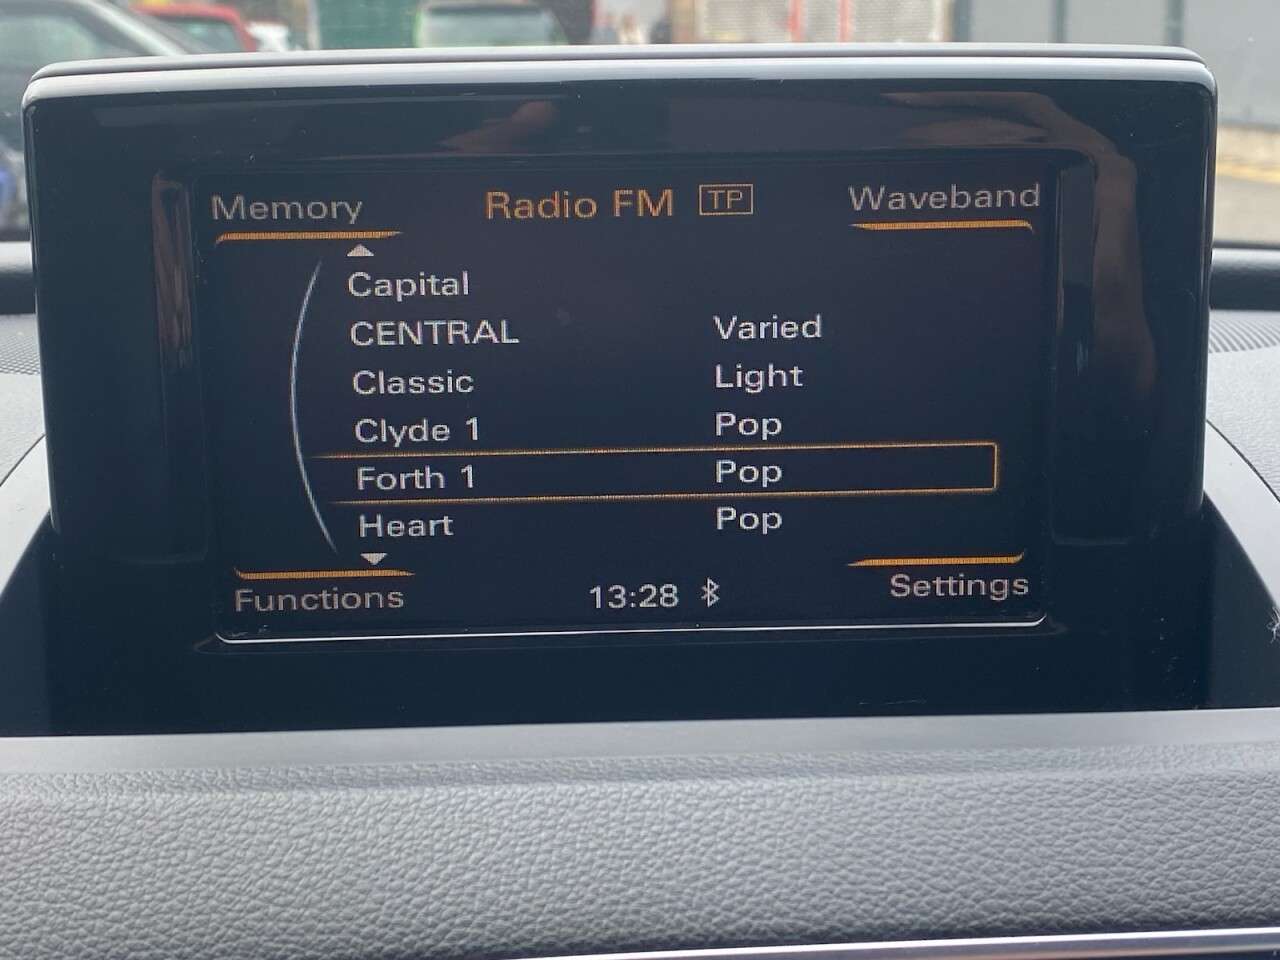 Memory Radio FM TP Waveband
Capital
CENTRAL Varied
Classic Light
Clyde 1 Pop
Forth 1 Pop
Heart Pop
Functions 13:28 Settings